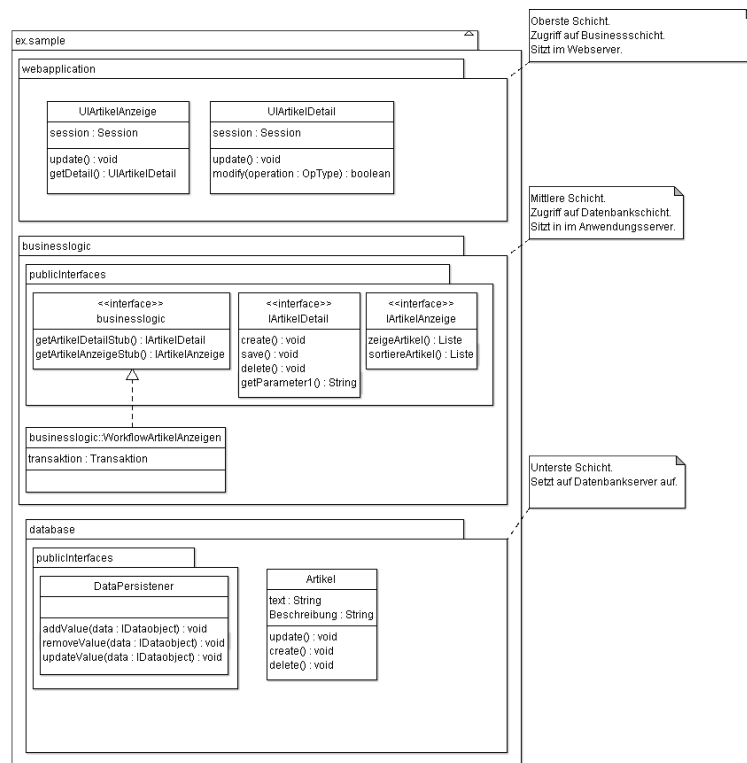 Oberste Schicht.
Zugriff auf Businessschicht.
Sitzt im Webserver.
ex.sample
webapplication
UIArtikelAnzeige
session : Session
update() : void
getDetail() : UIArtikelDetail
UIArtikelDetail
session : Session
update() : void
modify(operation : OpType) : boolean
Mittlere Schicht.
Zugriff auf Datenbankschicht.
Sitzt in im Anwendungsserver.
businesslogic
publicInterfaces
<<interface>>
businesslogic
getArtikelDetailStub() : IArtikelDetail
getArtikelAnzeigeStub() : IArtikelAnzeige
<<interface>>
IArtikelDetail
create() : void
save() : void
delete() : void
getParameter1() : String
<<interface>>
IArtikelAnzeige
zeigeArtikel() : Liste
sortiereArtikel() : Liste
businesslogic::WorkflowArtikelAnzeigen
transaktion : Transaktion
Unterste Schicht.
Setzt auf Datenbankserver auf.
database
publicInterfaces
DataPersistener
addValue(data : IDataobject) : void
removeValue(data : IDataobject) : void
updateValue(data : IDataobject) : void
Artikel
text : String
Beschreibung : String
update() : void
create() : void
delete() : void